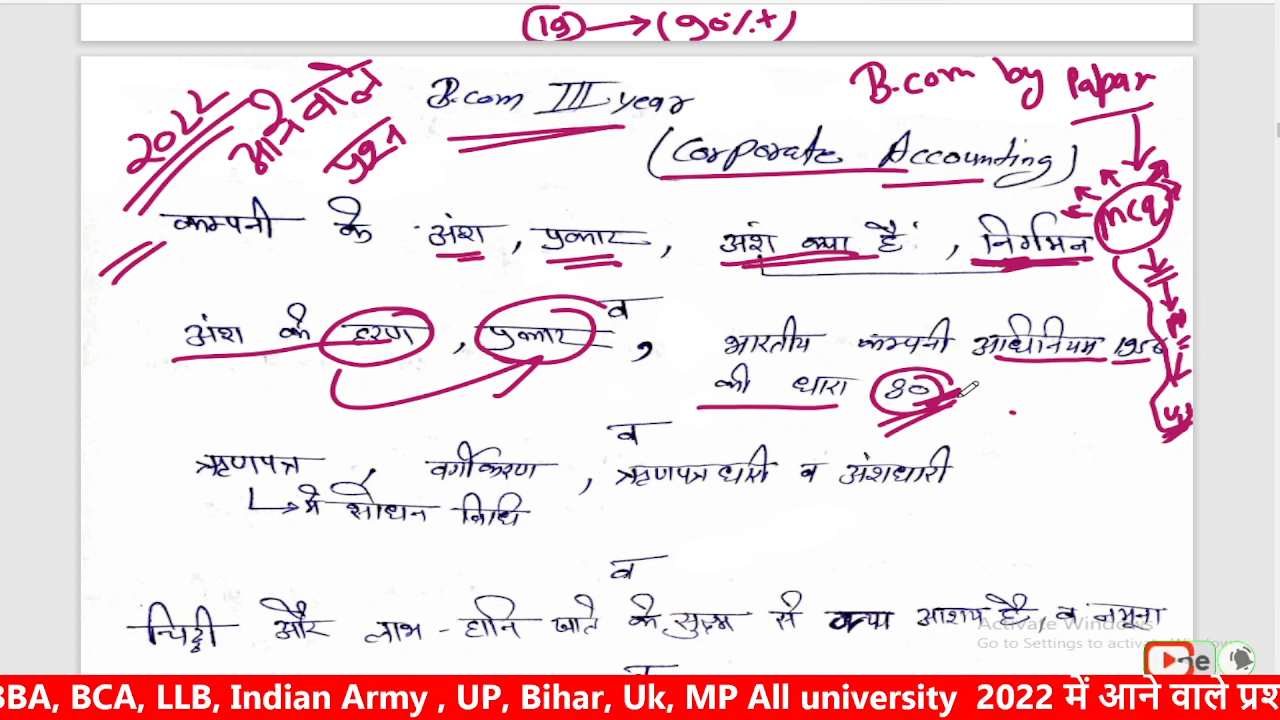 (19) → (90%+)
2022 आने वाले प्रश्न
B.com III year
B.com by Papar
(Corporate Accounting)
mcq
कम्पनी के अंश, प्रकार, अंश क्या है, निर्गमन
व
अंश के हरण, प्रकार, भारतीय कम्पनी अधिनियम 1956
की धारा 80
व
ऋणपत्र, वर्गीकरण, ऋणपत्रधारी व अंशधारी
↳ मे सोधन विधि
व
चिट्ठी और लाभ-हानि खाते के से क्या आशय है, व नमूना
व
Activate Windows
Go to Settings to activate Windows.
BBA, BCA, LLB, Indian Army , UP, Bihar, Uk, MP All university 2022 में आने वाले प्रश